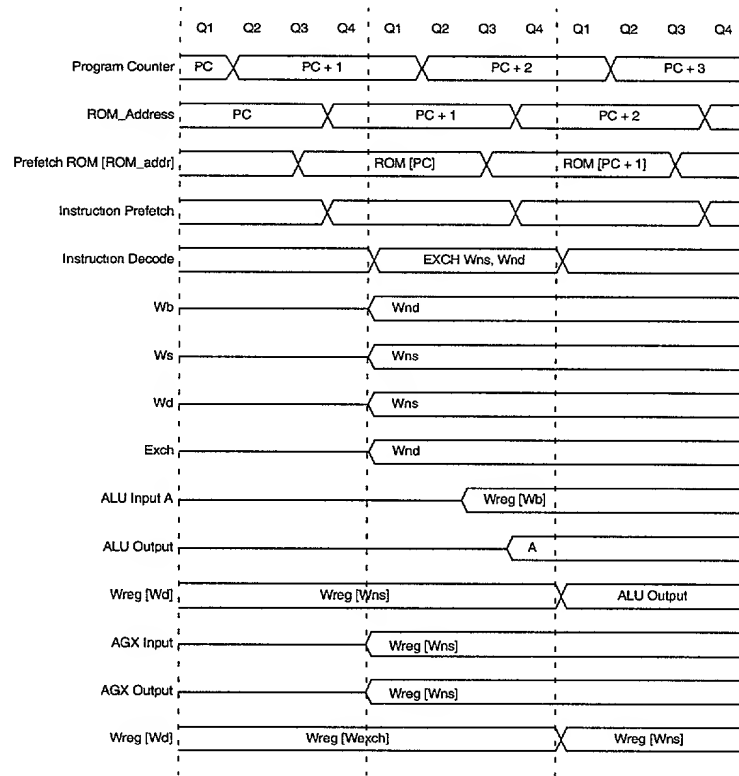 Q1 Q2 Q3 Q4 Q1 Q2 Q3 Q4 Q1 Q2 Q3 Q4
Program Counter PC PC + 1 PC + 2 PC + 3
ROM_Address PC PC + 1 PC + 2
Prefetch ROM [ROM_addr] ROM [PC] ROM [PC + 1]
Instruction Prefetch
Instruction Decode EXCH Wns, Wnd
Wb Wnd
Ws Wns
Wd Wns
Exch Wnd
ALU Input A Wreg [Wb]
ALU Output A
Wreg [Wd] Wreg [Wns] ALU Output
AGX Input Wreg [Wns]
AGX Output Wreg [Wns]
Wreg [Wd] Wreg [Wexch] Wreg [Wns]